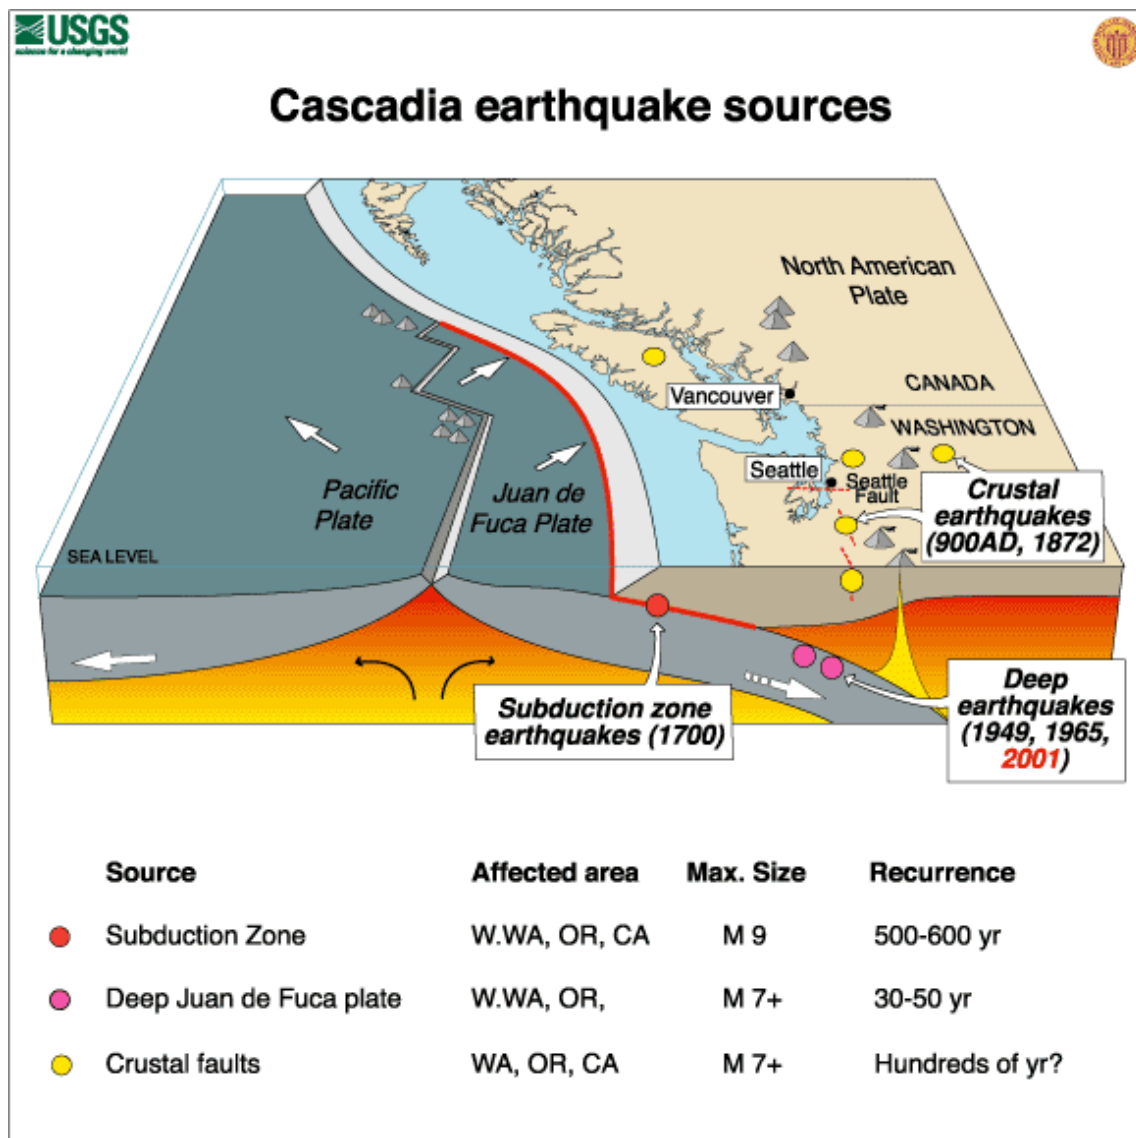 USGS
science for a changing world
Cascadia earthquake sources
North American
Plate
CANADA
Vancouver
WASHINGTON
Seattle
Seattle
Fault
Crustal
earthquakes
(900AD, 1872)
Pacific
Plate
Juan de
Fuca Plate
SEA LEVEL
Subduction zone
earthquakes (1700)
Deep
earthquakes
(1949, 1965,
2001)
Source Affected area Max. Size Recurrence
Subduction Zone W.WA, OR, CA M 9 500-600 yr
Deep Juan de Fuca plate W.WA, OR, M 7+ 30-50 yr
Crustal faults WA, OR, CA M 7+ Hundreds of yr?